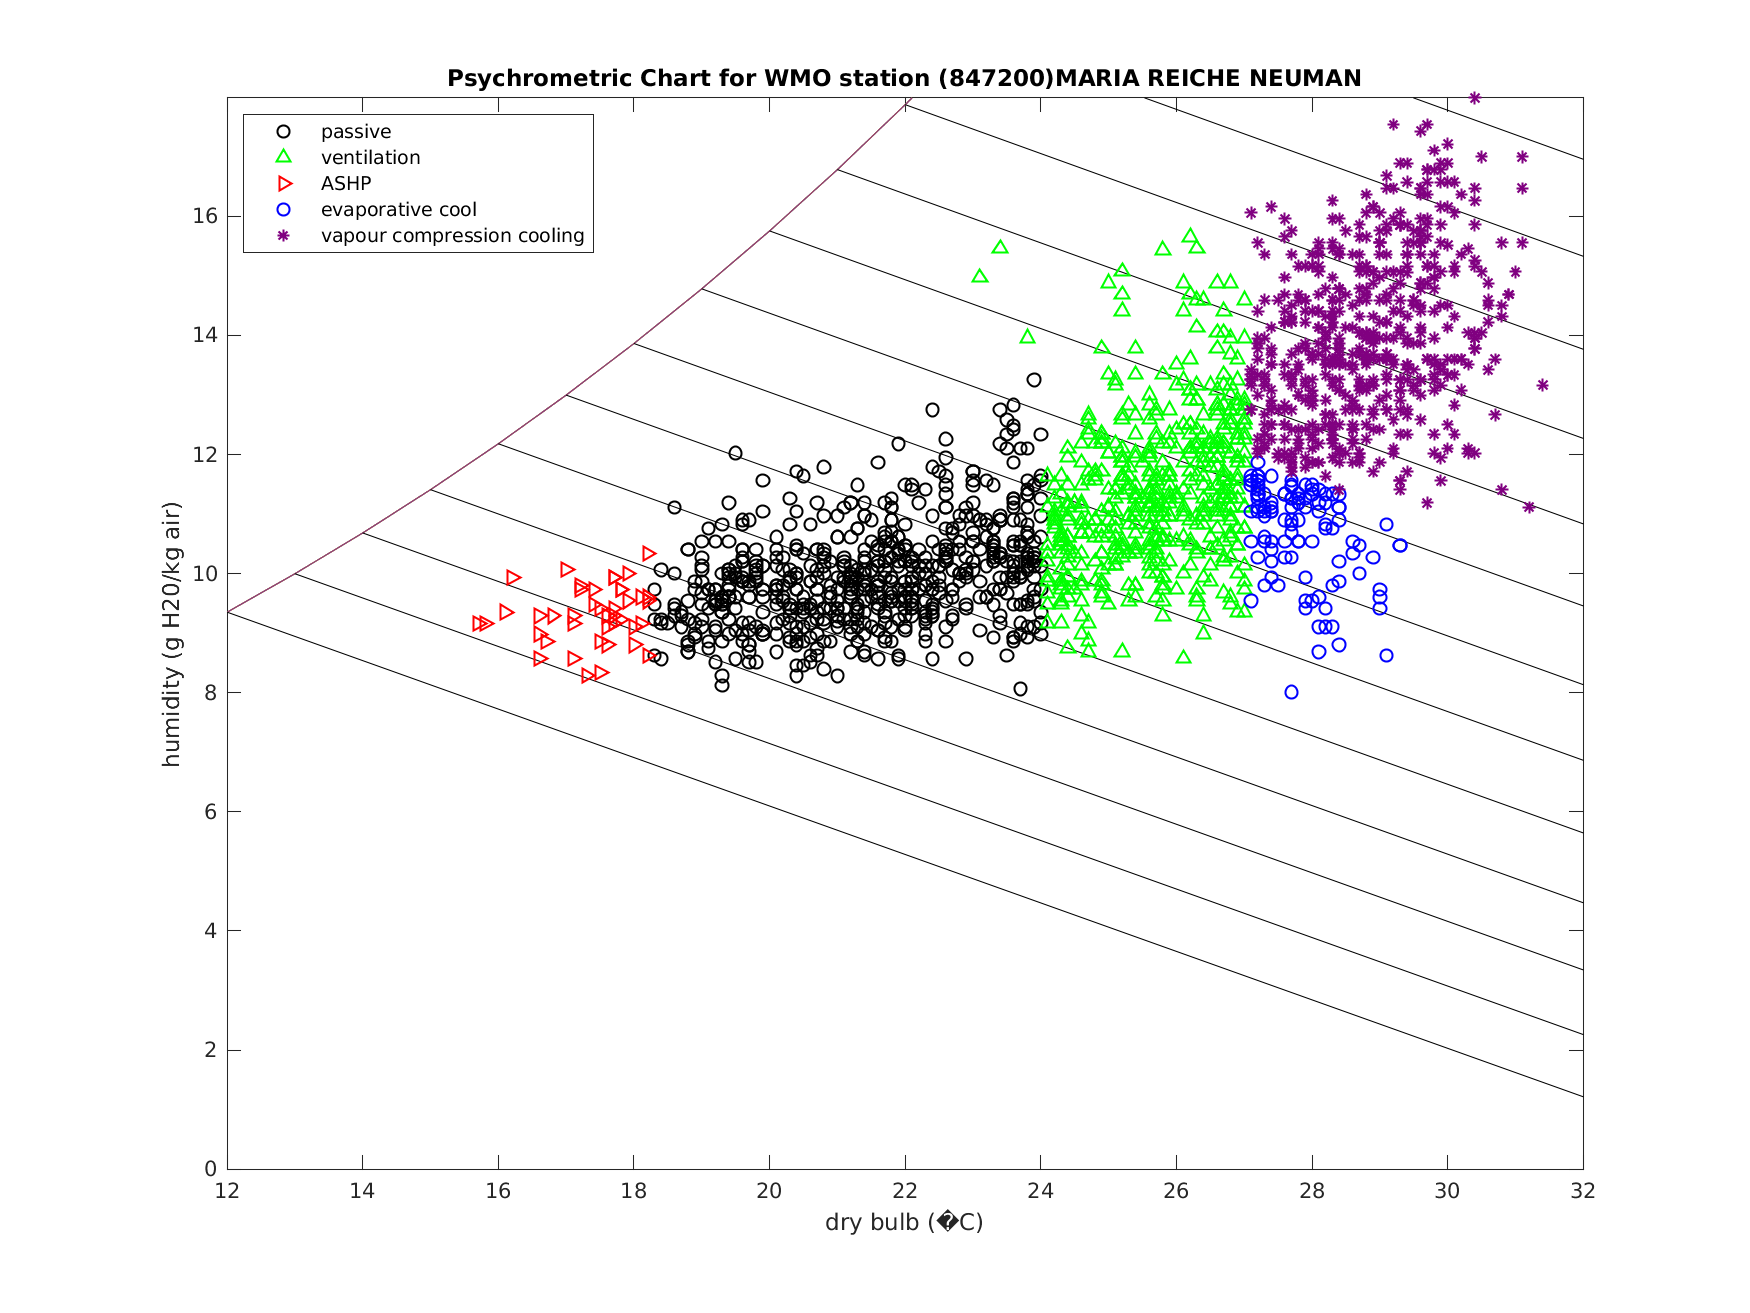 Psychrometric Chart for WMO station (847200)MARIA REICHE NEUMAN
passive
ventilation
ASHP
evaporative cool
vapour compression cooling
humidity (g H20/kg air)
16
14
12
10
8
6
4
2
0
12 14 16 18 20 22 24 26 28 30 32
dry bulb (�C)